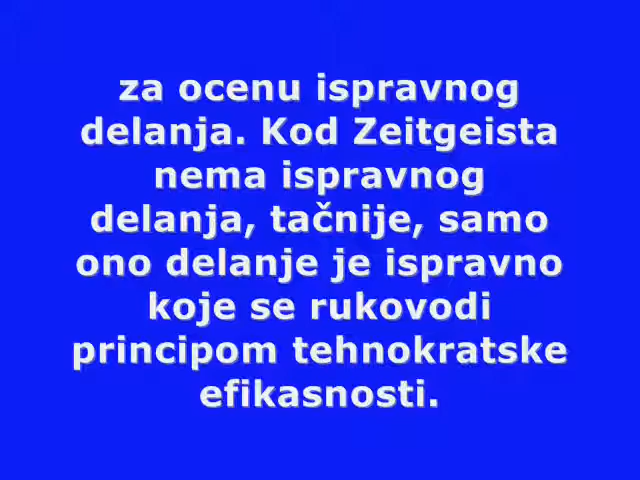 za ocenu ispravnog
delanja. Kod Zeitgeista
nema ispravnog
delanja, tačnije, samo
ono delanje je ispravno
koje se rukovodi
principom tehnokratske
efikasnosti.